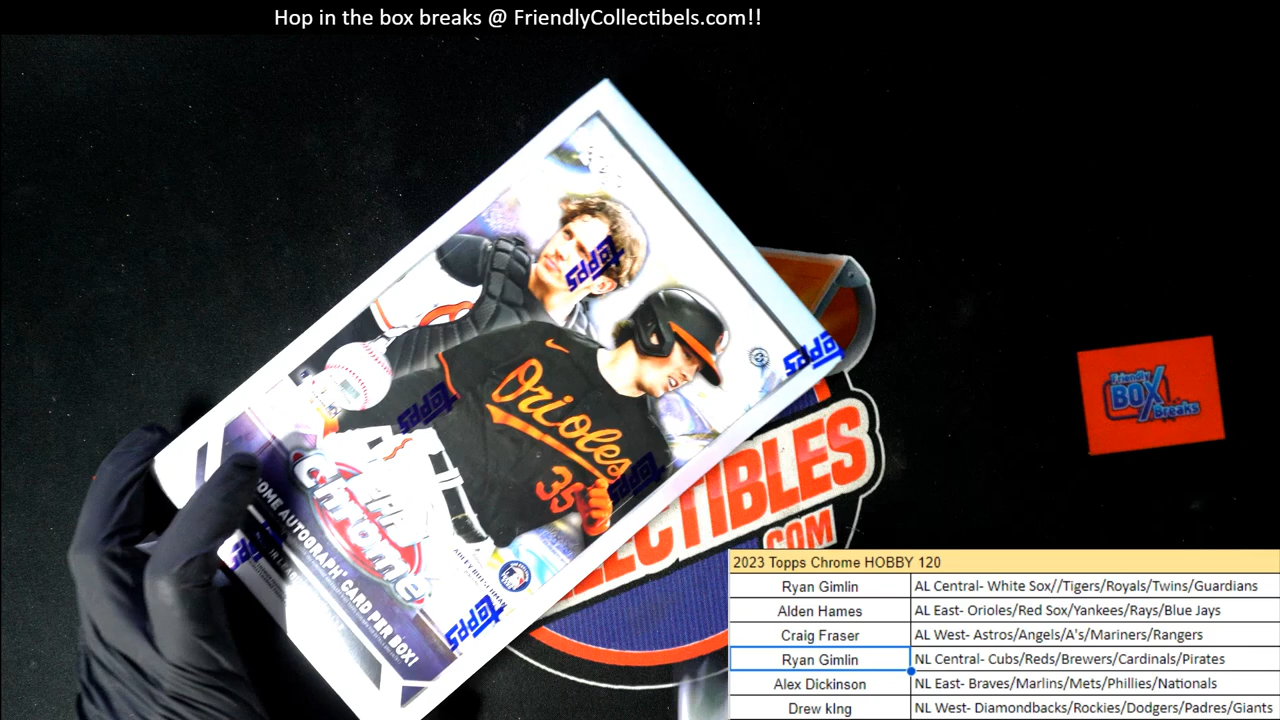 Hop in the box breaks @ FriendlyCollectibels.com!!
topps
topps
topps
topps
Orioles
35
Friendly
BOX
Breaks
Chrome
ADLEY RUTSCHMAN
AUTOGRAPH CARD PER BOX!
topps
LECTIBLES
.COM
2023 Topps Chrome HOBBY 120
Ryan Gimlin AL Central- White Sox//Tigers/Royals/Twins/Guardians
Alden Hames AL East- Orioles/Red Sox/Yankees/Rays/Blue Jays
Craig Fraser AL West- Astros/Angels/A's/Mariners/Rangers
Ryan Gimlin NL Central- Cubs/Reds/Brewers/Cardinals/Pirates
Alex Dickinson NL East- Braves/Marlins/Mets/Phillies/Nationals
Drew kIng NL West- Diamondbacks/Rockies/Dodgers/Padres/Giants